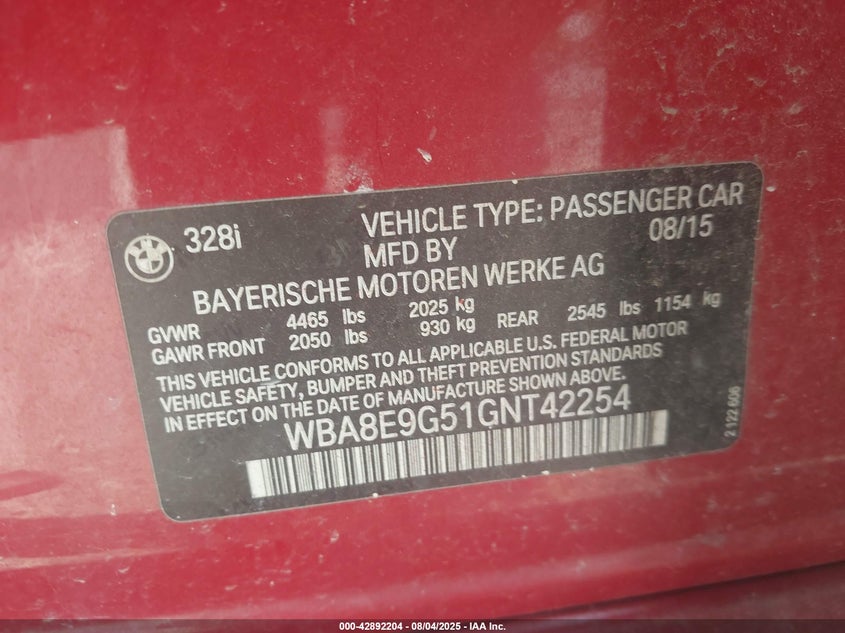 328i VEHICLE TYPE: PASSENGER CAR
MFD BY 08/15
BAYERISCHE MOTOREN WERKE AG
GVWR 4465 lbs 2025 kg
GAWR FRONT 2050 lbs 930 kg REAR 2545 lbs 1154 kg
THIS VEHICLE CONFORMS TO ALL APPLICABLE U.S. FEDERAL MOTOR
VEHICLE SAFETY, BUMPER AND THEFT PREVENTION STANDARDS
IN EFFECT ON THE DATE OF MANUFACTURE SHOWN ABOVE.
WBA8E9G51GNT42254
2 122 606
000-42892204 - 08/04/2025 - IAA Inc.